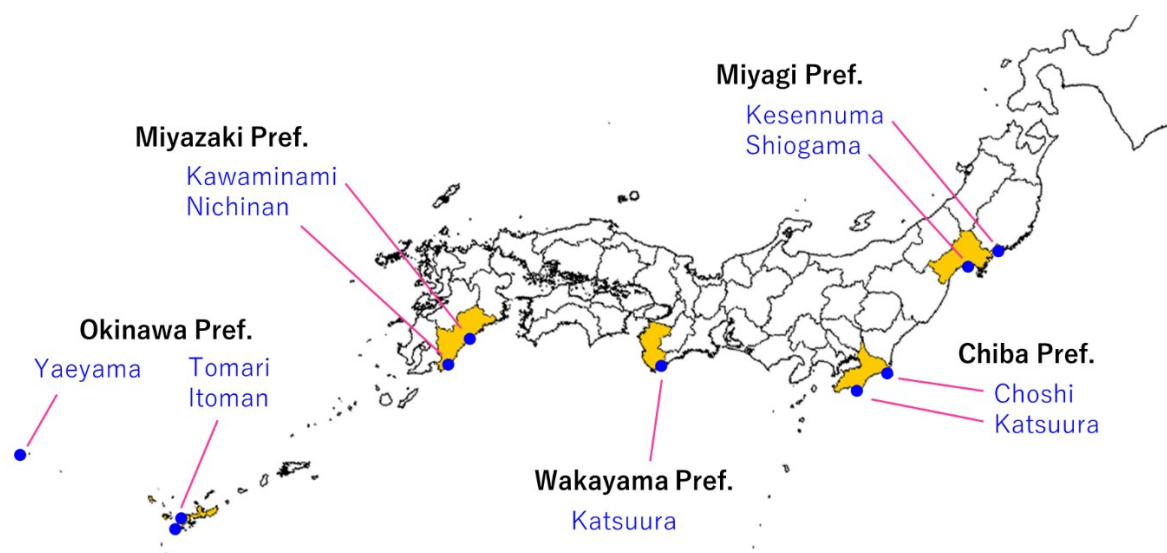 Miyagi Pref.
Kesennuma
Shiogama
Miyazaki Pref.
Kawaminami
Nichinan
Okinawa Pref.
Yaeyama
Tomari
Itoman
Chiba Pref.
Choshi
Katsuura
Wakayama Pref.
Katsuura